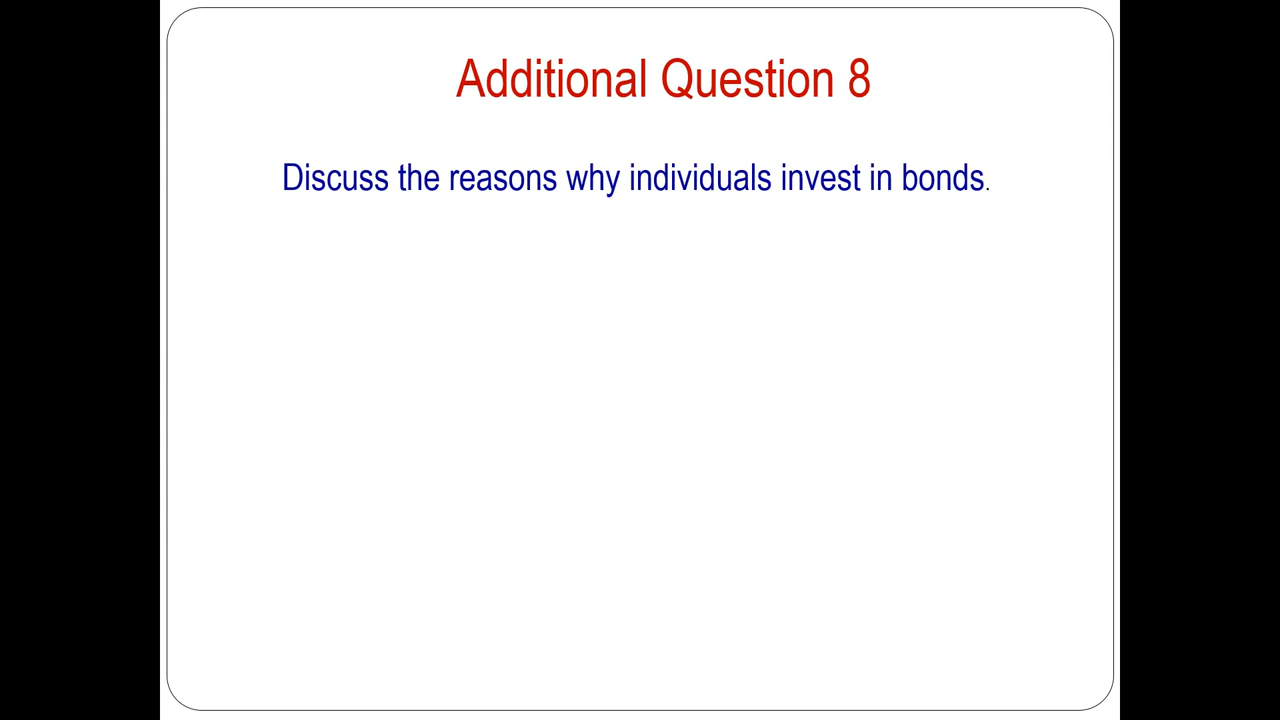 Additional Question 8
Discuss the reasons why individuals invest in bonds.